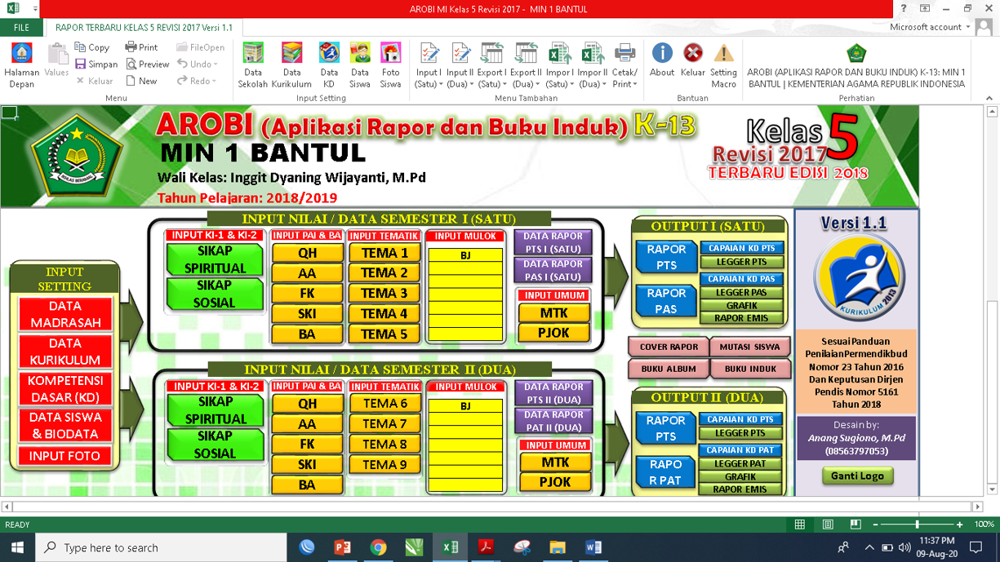 AROBI MI Kelas 5 Revisi 2017 - MIN 1 BANTUL
FILE
RAPOR TERBARU KELAS 5 REVISI 2017 Versi 1.1
Microsoft account
Halaman Depan
Values
Copy
Simpan
Keluar
Print
Preview
New
FileOpen
Undo
Redo
Menu
Data Sekolah
Data Kurikulum
Data KD
Data Siswa
Foto Siswa
Input Setting
Input I (Satu)
Input II (Dua)
Export I (Satu)
Export II (Dua)
Impor I (Satu)
Impor II (Dua)
Cetak/ Print
Menu Tambahan
About
Keluar
Setting Macro
Bantuan
AROBI (APLIKASI RAPOR DAN BUKU INDUK) K-13: MIN 1
BANTUL | KEMENTERIAN AGAMA REPUBLIK INDONESIA
Perhatian
IKHLAS BERAMAL
AROBI (Aplikasi Rapor dan Buku Induk) K-13
MIN 1 BANTUL
Wali Kelas: Inggit Dyaning Wijayanti, M.Pd
Tahun Pelajaran: 2018/2019
Kelas 5
Revisi 2017
TERBARU EDISI 2018
INPUT
SETTING
DATA
MADRASAH
DATA
KURIKULUM
KOMPETENSI
DASAR (KD)
DATA SISWA
& BIODATA
INPUT FOTO
INPUT NILAI / DATA SEMESTER I (SATU)
INPUT KI-1 & KI-2
SIKAP
SPIRITUAL
SIKAP
SOSIAL
INPUT PAI & BA
QH
AA
FK
SKI
BA
INPUT TEMATIK
TEMA 1
TEMA 2
TEMA 3
TEMA 4
TEMA 5
INPUT MULOK
BJ
DATA RAPOR
PTS I (SATU)
DATA RAPOR
PAS I (SATU)
INPUT UMUM
MTK
PJOK
INPUT NILAI / DATA SEMESTER II (DUA)
INPUT KI-1 & KI-2
SIKAP
SPIRITUAL
SIKAP
SOSIAL
INPUT PAI & BA
QH
AA
FK
SKI
BA
INPUT TEMATIK
TEMA 6
TEMA 7
TEMA 8
TEMA 9
INPUT MULOK
BJ
DATA RAPOR
PTS II (DUA)
DATA RAPOR
PAT II (DUA)
INPUT UMUM
MTK
PJOK
OUTPUT I (SATU)
RAPOR
PTS
RAPOR
PAS
CAPAIAN KD PTS
LEGGER PTS
CAPAIAN KD PAS
LEGGER PAS
GRAFIK
RAPOR EMIS
COVER RAPOR
MUTASI SISWA
BUKU ALBUM
BUKU INDUK
OUTPUT II (DUA)
RAPOR
PTS
RAPO
R PAT
CAPAIAN KD PTS
LEGGER PTS
CAPAIAN KD PAT
LEGGER PAT
GRAFIK
RAPOR EMIS
Versi 1.1
KURIKULUM 2013
Sesuai Panduan
Penilaian Permendikbud
Nomor 23 Tahun 2016
Dan Keputusan Dirjen
Pendis Nomor 5161
Tahun 2018
Desain by:
Anang Sugiono, M.Pd
(08563797053)
Ganti Logo
READY
100%
Type here to search
11:37 PM
09-Aug-20